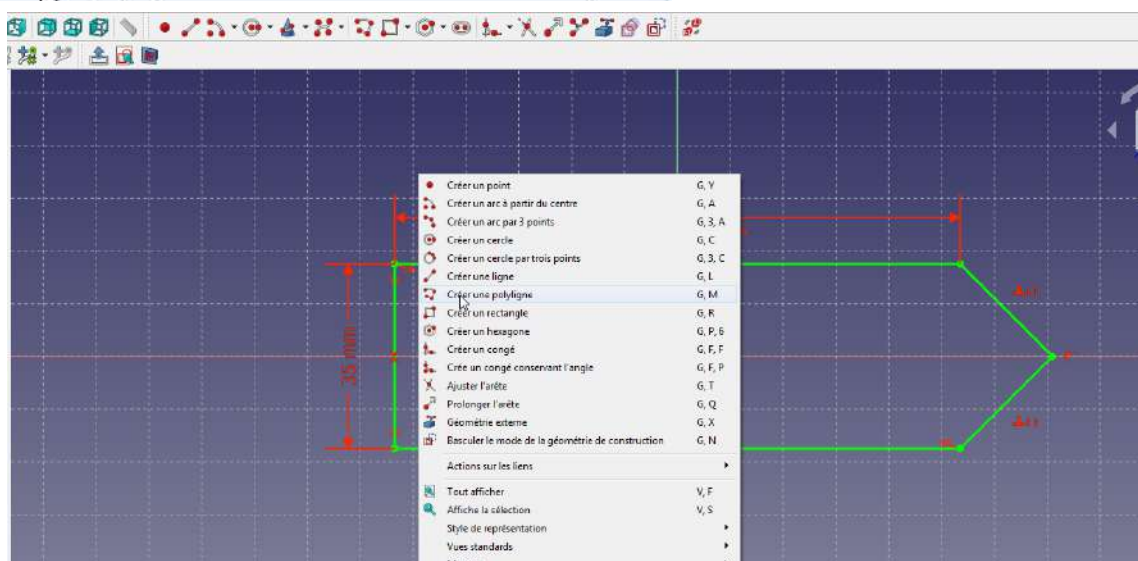 Créer un point G, Y
Créer un arc à partir du centre G, A
Créer un arc par 3 points G, 3, A
Créer un cercle G, C
Créer un cercle par trois points G, 3, C
Créer une ligne G, L
Créer une polyligne G, M
Créer un rectangle G, R
Créer un hexagone G, P, 6
Créer un congé G, F, F
Crée un congé conservant l'angle G, F, P
Ajuster l'arête G, T
Prolonger l'arête G, Q
Géométrie externe G, X
Basculer le mode de la géométrie de construction G, N
Actions sur les liens
Tout afficher V, F
Affiche la sélection V, S
Style de représentation
Vues standards
35 mm